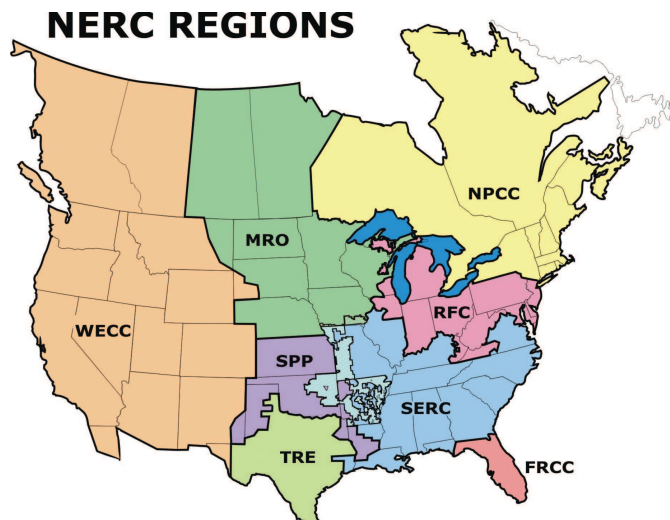 NERC REGIONS
NPCC
MRO
RFC
WECC
SPP
SERC
TRE
FRCC